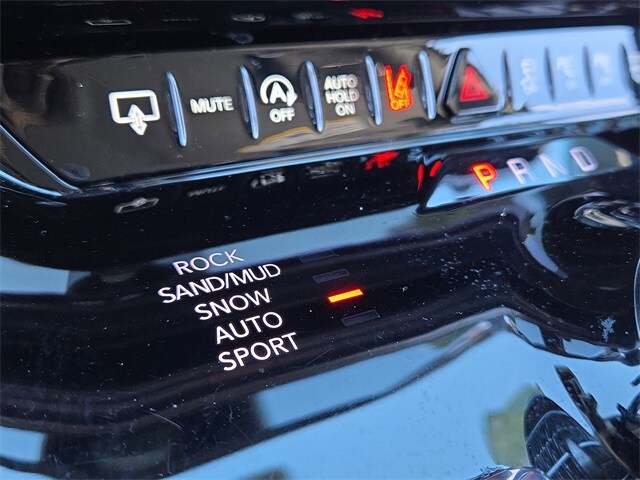 MUTE
A
OFF
AUTO
HOLD
ON
OFF
P R N D
ROCK
SAND/MUD
SNOW
AUTO
SPORT